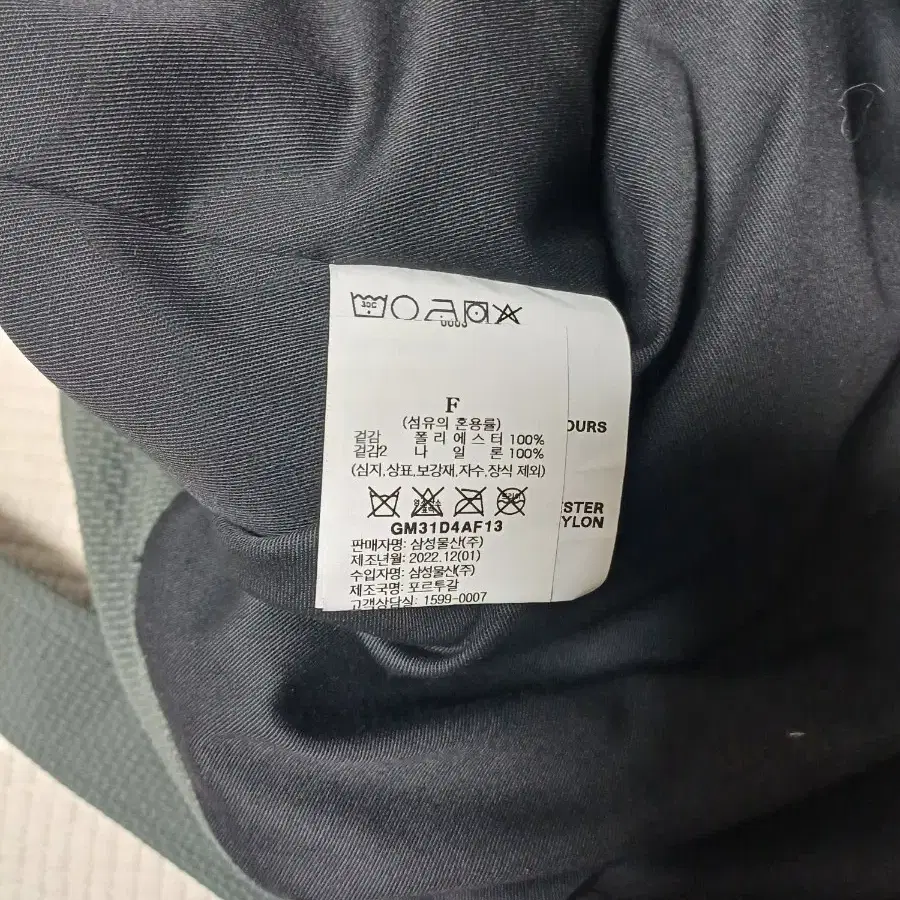 30C
F
(섬유의 혼용률)
겉감 폴리에스터 100%
겉감2 나일론 100%
(심지,상표,보강재,자수,장식 제외)
GM31D4AF13
판매자명: 삼성물산(주)
제조년월: 2022.12(01)
수입자명: 삼성물산(주)
제조국명: 포르투갈
고객상담실: 1599-0007
OURS
STER
YLON